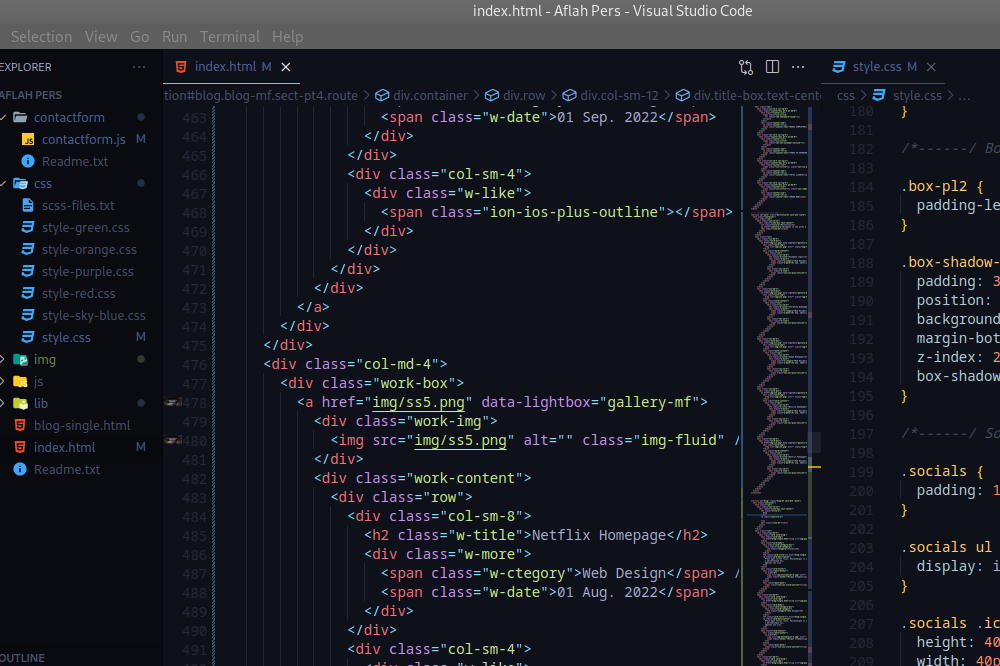 index.html - Aflah Pers - Visual Studio Code
Selection View Go Run Terminal Help
EXPLORER ···
AFLAH PERS
contactform
contactform.js M
Readme.txt
css
scss-files.txt
style-green.css
style-orange.css
style-purple.css
style-red.css
style-sky-blue.css
style.css M
img
js
lib
blog-single.html
index.html M
Readme.txt
OUTLINE
index.html M
tion#blog.blog-mf.sect-pt4.route > div.container > div.row > div.col-sm-12 > div.title-box.text-cent
463 <span class="w-date">01 Sep. 2022</span>
464 </div>
465 </div>
466 <div class="col-sm-4">
467 <div class="w-like">
468 <span class="ion-ios-plus-outline"></span>
469 </div>
470 </div>
471 </div>
472 </div>
473 </a>
474 </div>
475 </div>
476 <div class="col-md-4">
477 <div class="work-box">
478 <a href="img/ss5.png" data-lightbox="gallery-mf">
479 <div class="work-img">
480 <img src="img/ss5.png" alt="" class="img-fluid" /
481 </div>
482 <div class="work-content">
483 <div class="row">
484 <div class="col-sm-8">
485 <h2 class="w-title">Netflix Homepage</h2>
486 <div class="w-more">
487 <span class="w-ctegory">Web Design</span> /
488 <span class="w-date">01 Aug. 2022</span>
489 </div>
490 </div>
491 <div class="col-sm-4">
<div class="w-like">
style.css M
css > style.css > ...
180 }
181
182 /*------/ Bo
183
184 .box-pl2 {
185 padding-le
186 }
187
188 .box-shadow-
189 padding: 3
190 position:
191 background
192 margin-bot
193 z-index: 2
194 box-shadow
195 }
196
197 /*------/ So
198
199 .socials {
200 padding: 1
201 }
202
203 .socials ul
204 display: i
205 }
206
207 .socials .ic
208 height: 40
209 width: 40p